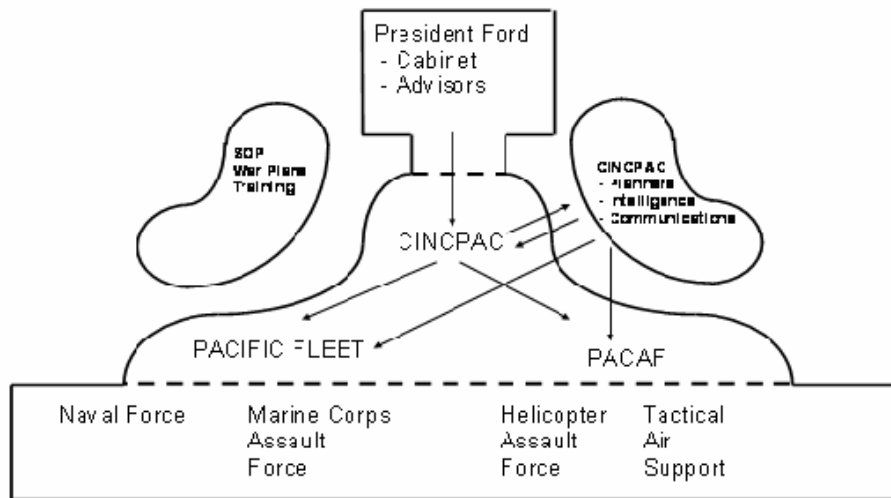 President Ford
- Cabinet
- Advisors
SOP
War Plans
Training
CINCPAC
- Planners
- Intelligence
- Communications
CINCPAC
PACIFIC FLEET
PACAF
Naval Force
Marine Corps
Assault
Force
Helicopter
Assault
Force
Tactical
Air
Support